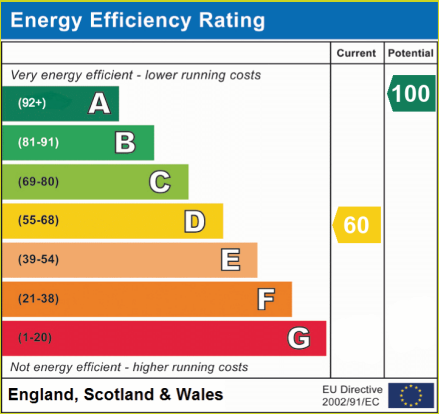 Energy Efficiency Rating
Current Potential
Very energy efficient - lower running costs
(92+) A
100
(81-91) B
(69-80) C
(55-68) D
60
(39-54) E
(21-38) F
(1-20) G
Not energy efficient - higher running costs
England, Scotland & Wales
EU Directive
2002/91/EC